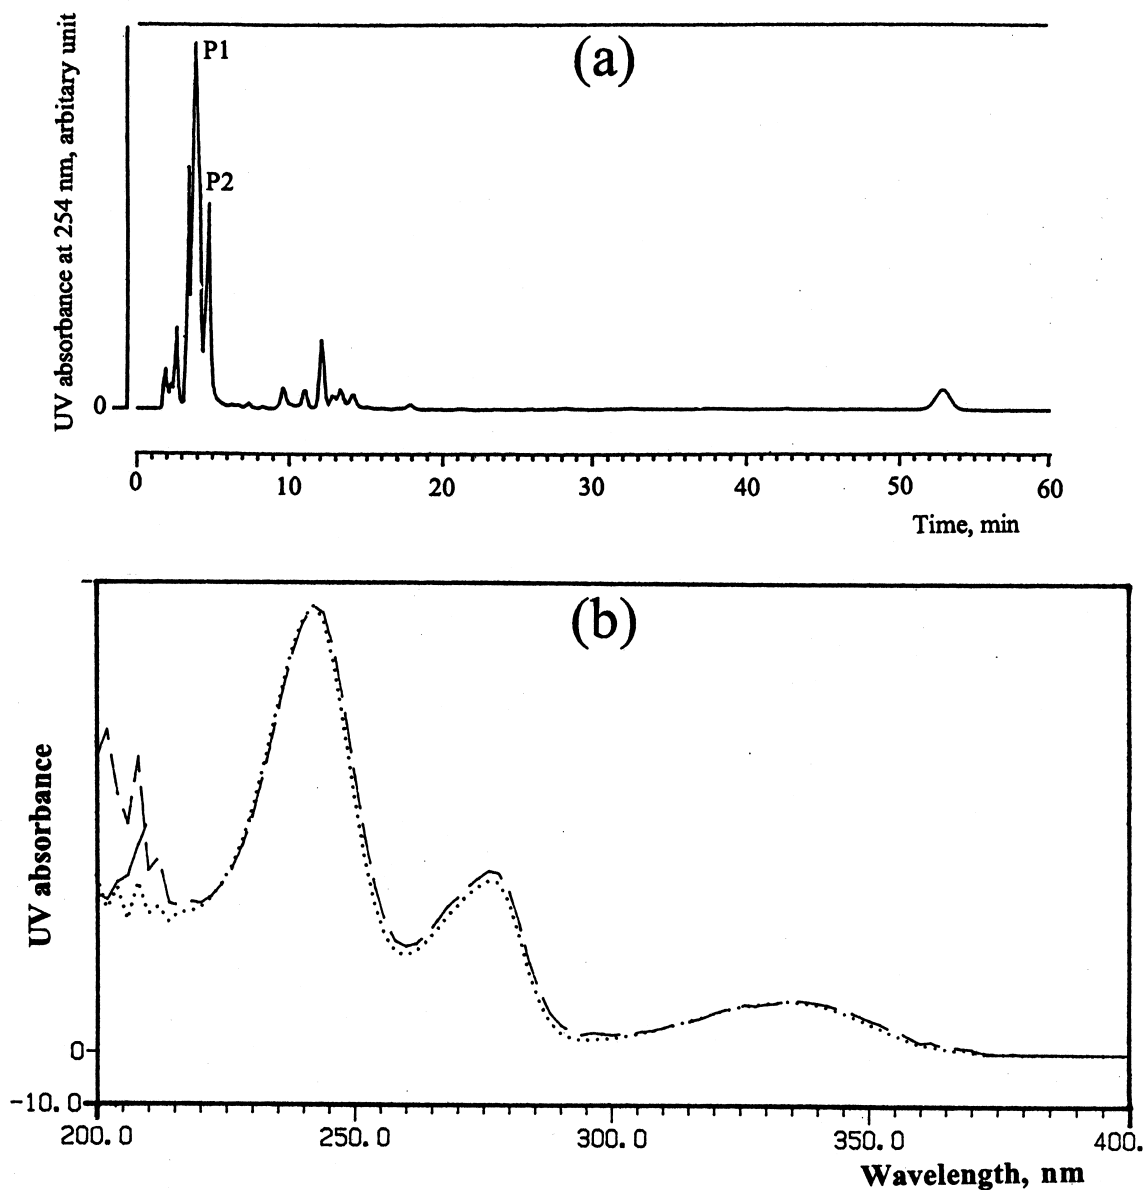 (a)
UV absorbance at 254 nm, arbitary unit
P1
P2
0
0 10 20 30 40 50 60
Time, min
(b)
UV absorbance
0
-10.0
200.0 250.0 300.0 350.0 400.
Wavelength, nm